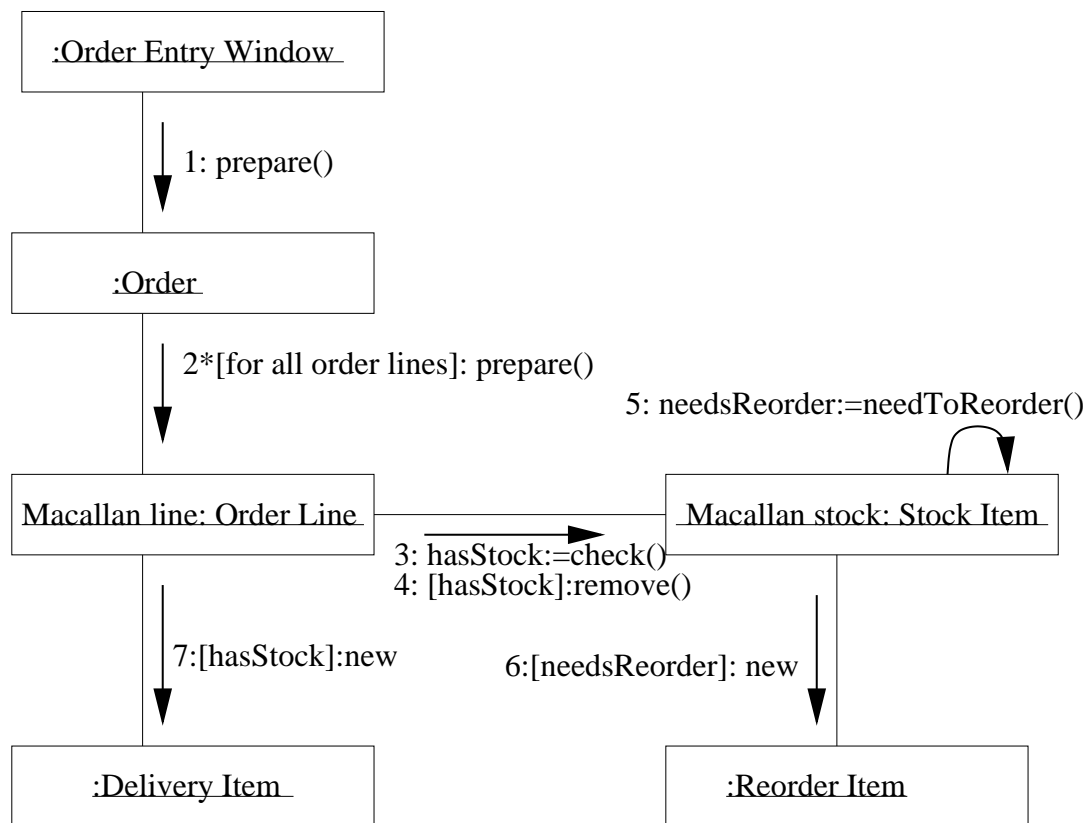 :Order Entry Window
1: prepare()
:Order
2*[for all order lines]: prepare()
5: needsReorder:=needToReorder()
Macallan line: Order Line
Macallan stock: Stock Item
3: hasStock:=check()
4: [hasStock]:remove()
7:[hasStock]:new
6:[needsReorder]: new
:Delivery Item
:Reorder Item